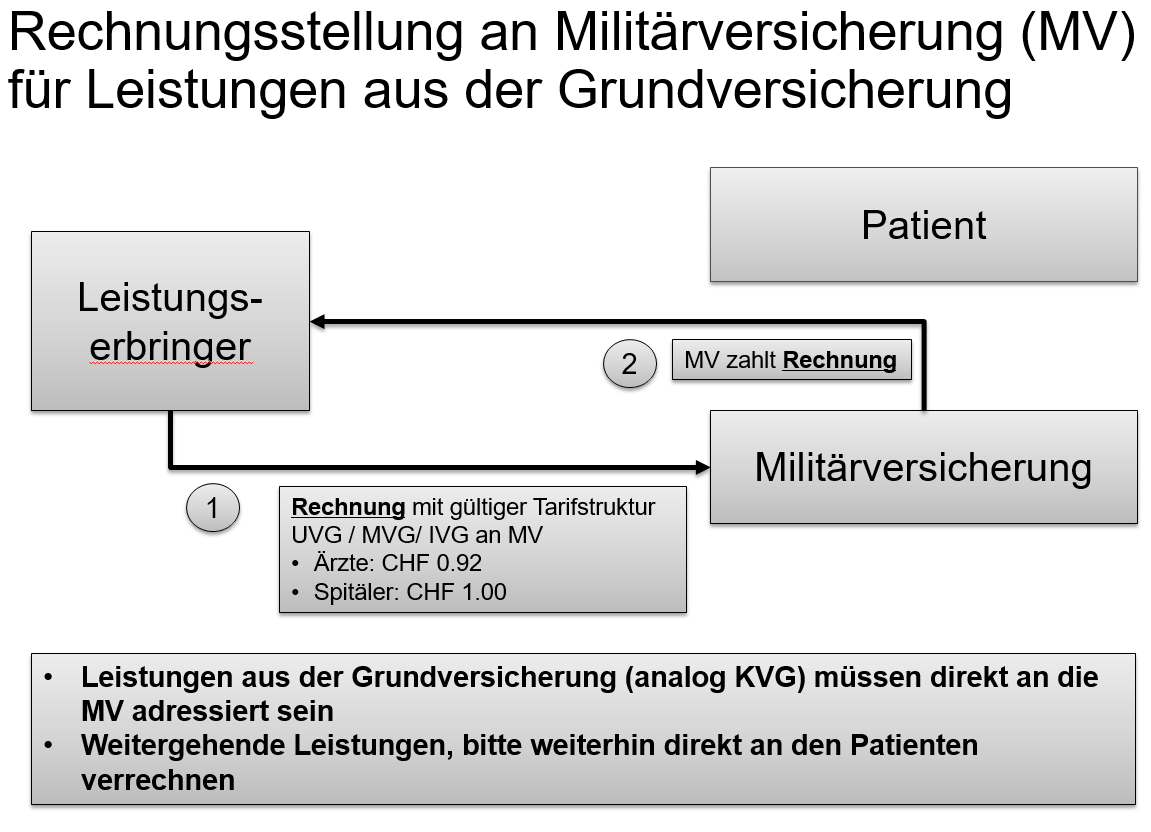 Rechnungsstellung an Militärversicherung (MV)
für Leistungen aus der Grundversicherung
Patient
Leistungs-
erbringer
2
MV zahlt Rechnung
Militärversicherung
1
Rechnung mit gültiger Tarifstruktur
UVG / MVG/ IVG an MV
• Ärzte: CHF 0.92
• Spitäler: CHF 1.00
• Leistungen aus der Grundversicherung (analog KVG) müssen direkt an die
MV adressiert sein
• Weitergehende Leistungen, bitte weiterhin direkt an den Patienten
verrechnen